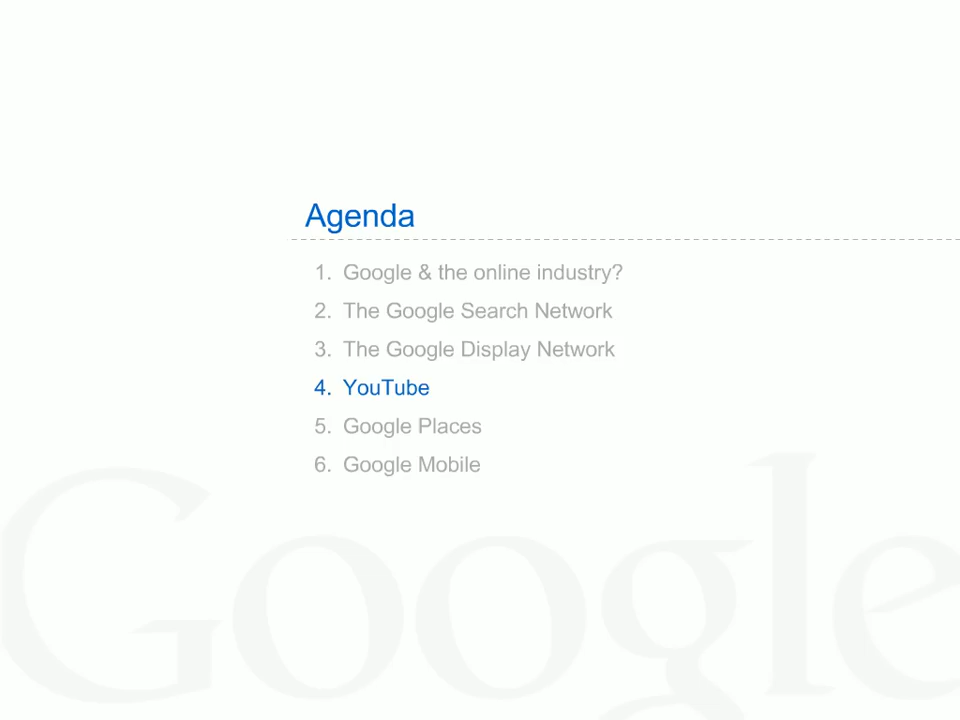 Agenda
1. Google & the online industry?
2. The Google Search Network
3. The Google Display Network
4. YouTube
5. Google Places
6. Google Mobile
Google